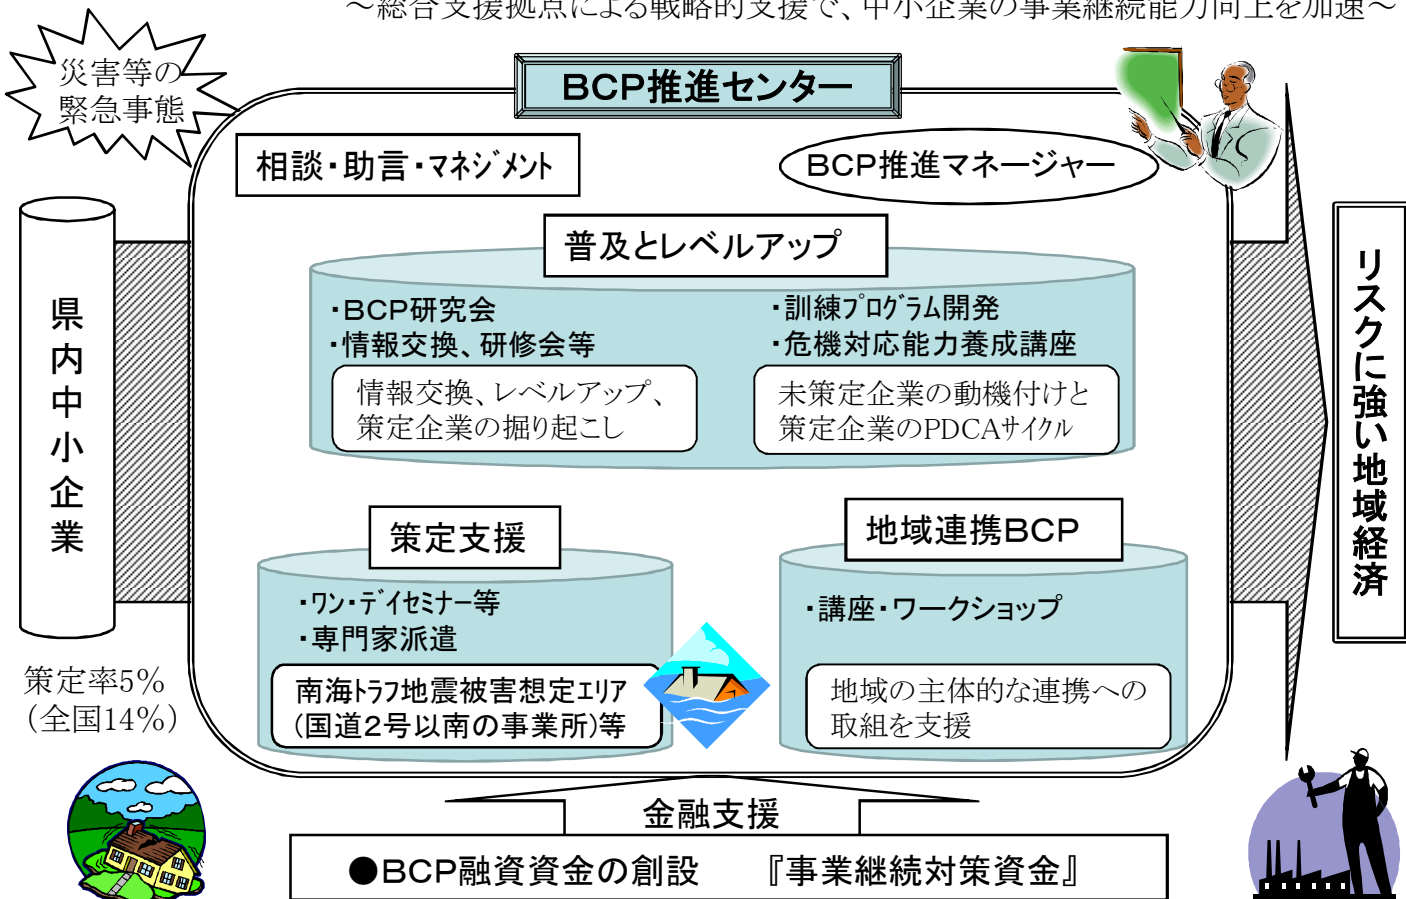 ～総合支援拠点による戦略的支援で、中小企業の事業継続能力向上を加速～
災害等の
緊急事態
BCP推進センター
相談・助言・マネジメント
BCP推進マネージャー
普及とレベルアップ
・BCP研究会
・情報交換、研修会等
情報交換、レベルアップ、
策定企業の掘り起こし
・訓練プログラム開発
・危機対応能力養成講座
未策定企業の動機付けと
策定企業のPDCAサイクル
県内中小企業
策定率5%
（全国14%）
策定支援
・ワン・デイセミナー等
・専門家派遣
南海トラフ地震被害想定エリア
(国道2号以南の事業所)等
地域連携BCP
・講座・ワークショップ
地域の主体的な連携への
取組を支援
リスクに強い地域経済
金融支援
●BCP融資資金の創設　『事業継続対策資金』